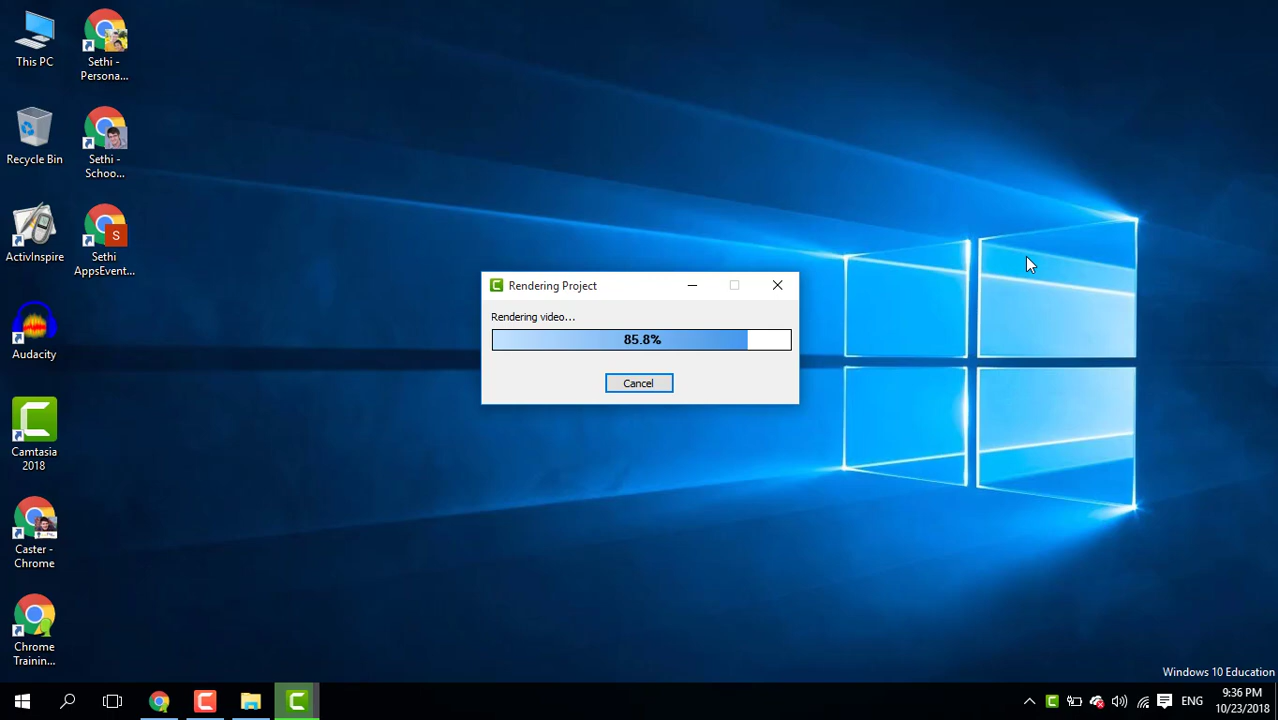 This PC
Sethi -
Persona...
Recycle Bin
Sethi -
Schoo...
ActivInspire
S
Sethi
AppsEvent...
Audacity
Camtasia
2018
Caster -
Chrome
Chrome
Trainin...
Rendering Project
Rendering video...
85.8%
Cancel
Windows 10 Education
ENG
9:36 PM
10/23/2018